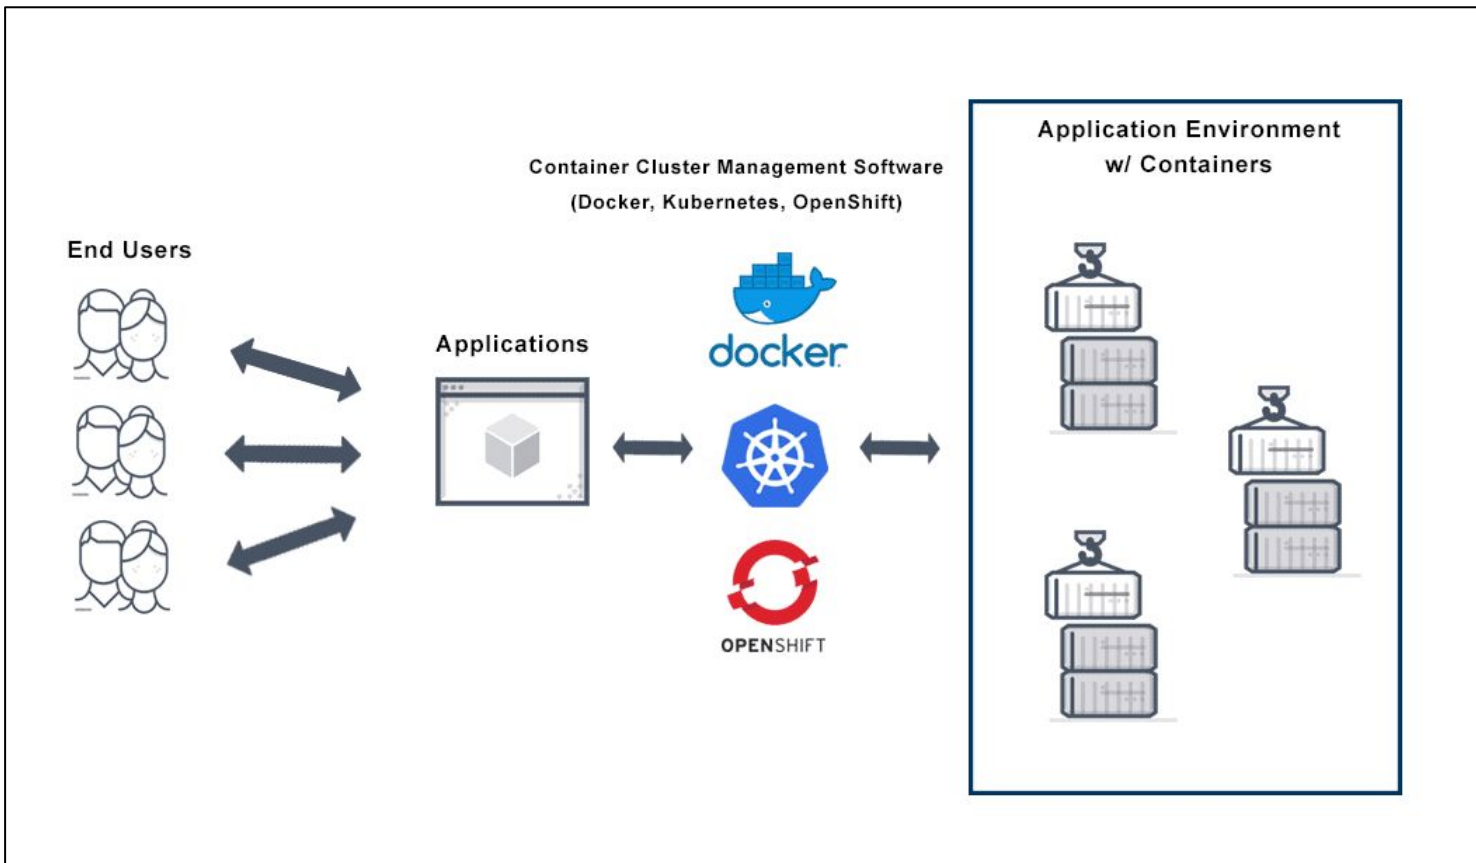 End Users
Applications
Container Cluster Management Software
(Docker, Kubernetes, OpenShift)
docker
OPENSHIFT
Application Environment
w/ Containers